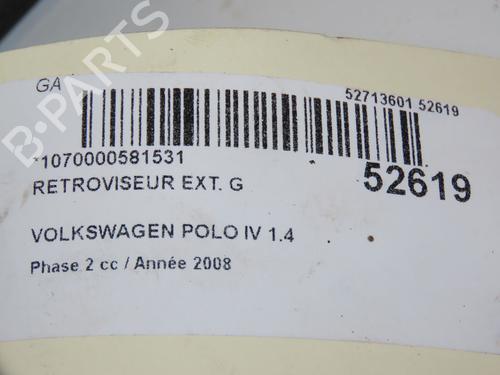 B-PARTS
GA
52713601 52619
*1070000581531
52619
RETROVISEUR EXT. G
VOLKSWAGEN POLO IV 1.4
Phase 2 cc / Année 2008